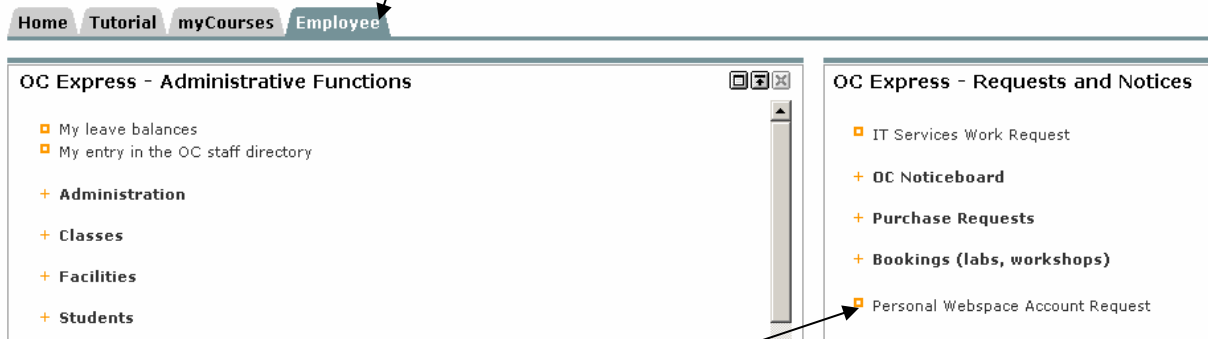 Home Tutorial myCourses Employee
OC Express - Administrative Functions
My leave balances
My entry in the OC staff directory
+ Administration
+ Classes
+ Facilities
+ Students
OC Express - Requests and Notices
IT Services Work Request
+ OC Noticeboard
+ Purchase Requests
+ Bookings (labs, workshops)
Personal Webspace Account Request